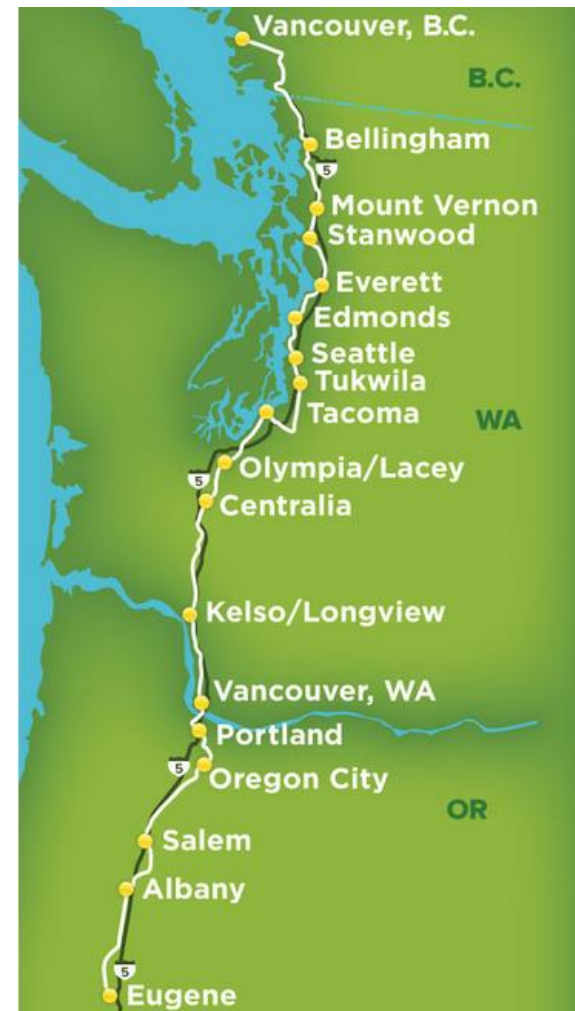 Vancouver, B.C.
B.C.
Bellingham
5
Mount Vernon
Stanwood
Everett
Edmonds
Seattle
Tukwila
Tacoma
WA
Olympia/Lacey
5
Centralia
Kelso/Longview
Vancouver, WA
Portland
5
Oregon City
OR
Salem
Albany
5
Eugene